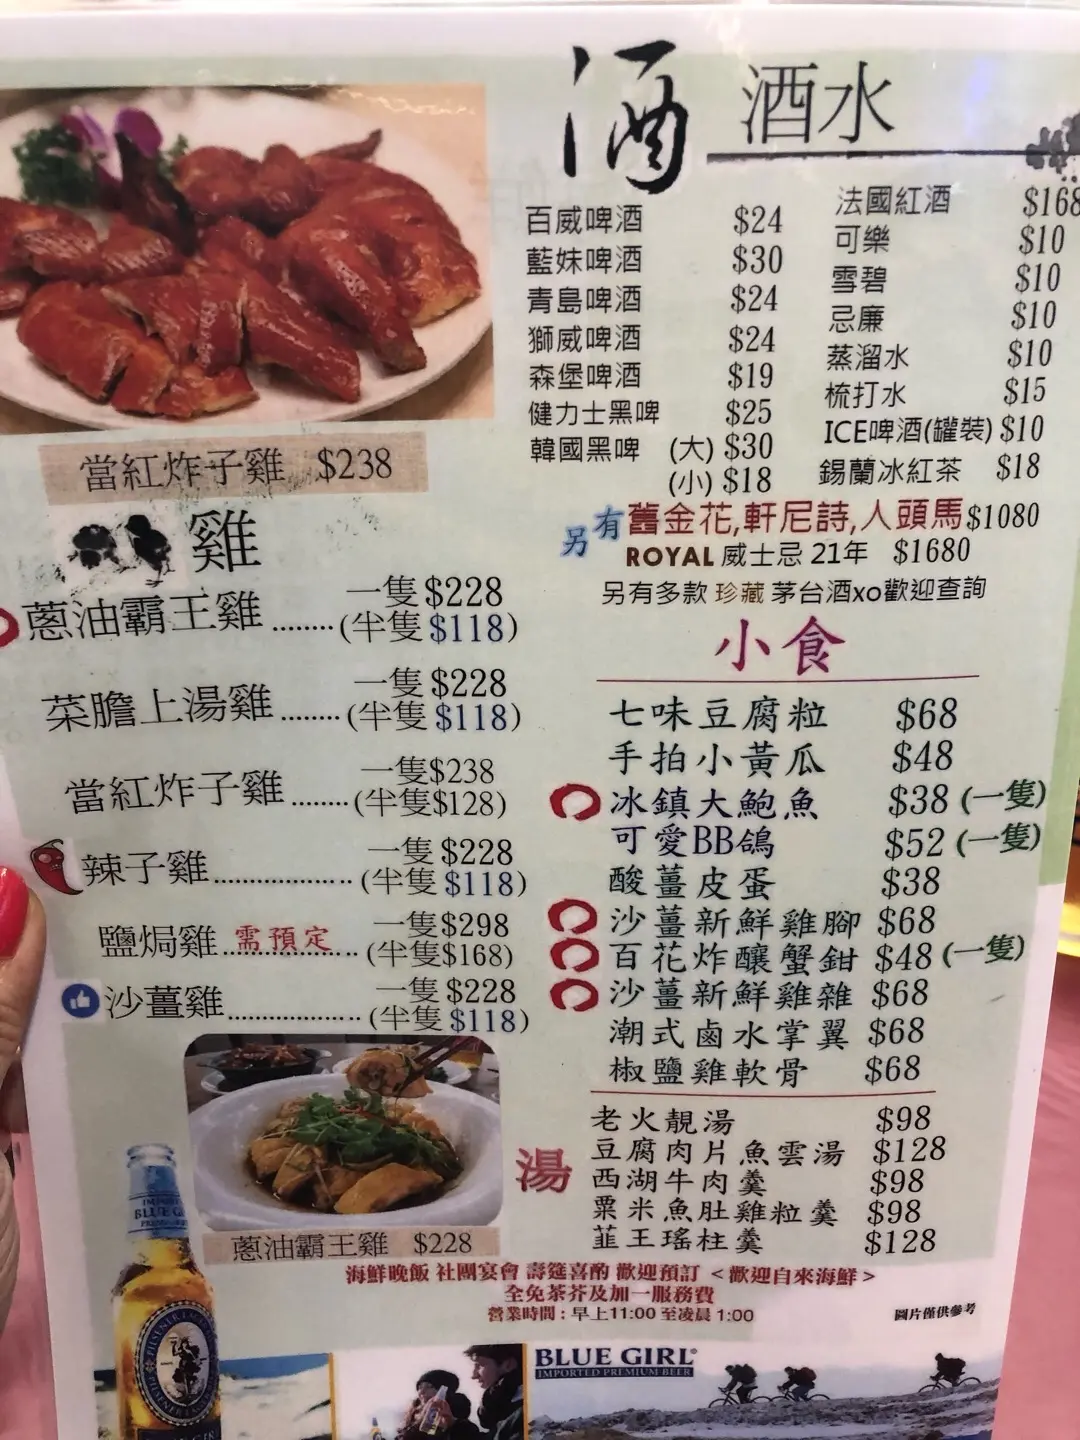 酒 酒水
百威啤酒 $24
藍妹啤酒 $30
青島啤酒 $24
獅威啤酒 $24
森堡啤酒 $19
健力士黑啤 $25
韓國黑啤 (大) $30
(小) $18
法國紅酒 $168
可樂 $10
雪碧 $10
忌廉 $10
蒸溜水 $10
梳打水 $15
ICE啤酒(罐裝) $10
錫蘭冰紅茶 $18
另有 舊金花,軒尼詩,人頭馬 $1080
ROYAL 威士忌 21年 $1680
另有多款 珍藏 茅台酒xo歡迎查詢
當紅炸子雞 $238
雞
蔥油霸王雞 ........ 一隻 $228
(半隻 $118)
菜膽上湯雞 ........ 一隻 $228
(半隻 $118)
當紅炸子雞 ........ 一隻$238
(半隻$128)
辣子雞 .................. 一隻 $228
(半隻 $118)
鹽焗雞 需預定 一隻$298
(半隻$168)
沙薑雞 ................. 一隻 $228
(半隻 $118)
蔥油霸王雞 $228
小食
七味豆腐粒 $68
手拍小黃瓜 $48
冰鎮大鮑魚 $38 (一隻)
可愛BB鴿 $52 (一隻)
酸薑皮蛋 $38
沙薑新鮮雞腳 $68
百花炸釀蟹鉗 $48 (一隻)
沙薑新鮮雞雜 $68
潮式鹵水掌翼 $68
椒鹽雞軟骨 $68
湯
老火靚湯 $98
豆腐肉片魚雲湯 $128
西湖牛肉羹 $98
粟米魚肚雞粒羹 $98
韮王瑤柱羹 $128
海鮮晚飯 社團宴會 壽筵喜酌 歡迎預訂 < 歡迎自來海鮮 >
全免茶芥及加一服務費
營業時間 : 早上11:00 至凌晨 1:00
圖片僅供參考
BLUE GIRL
IMPORTED PREMIUM BEER